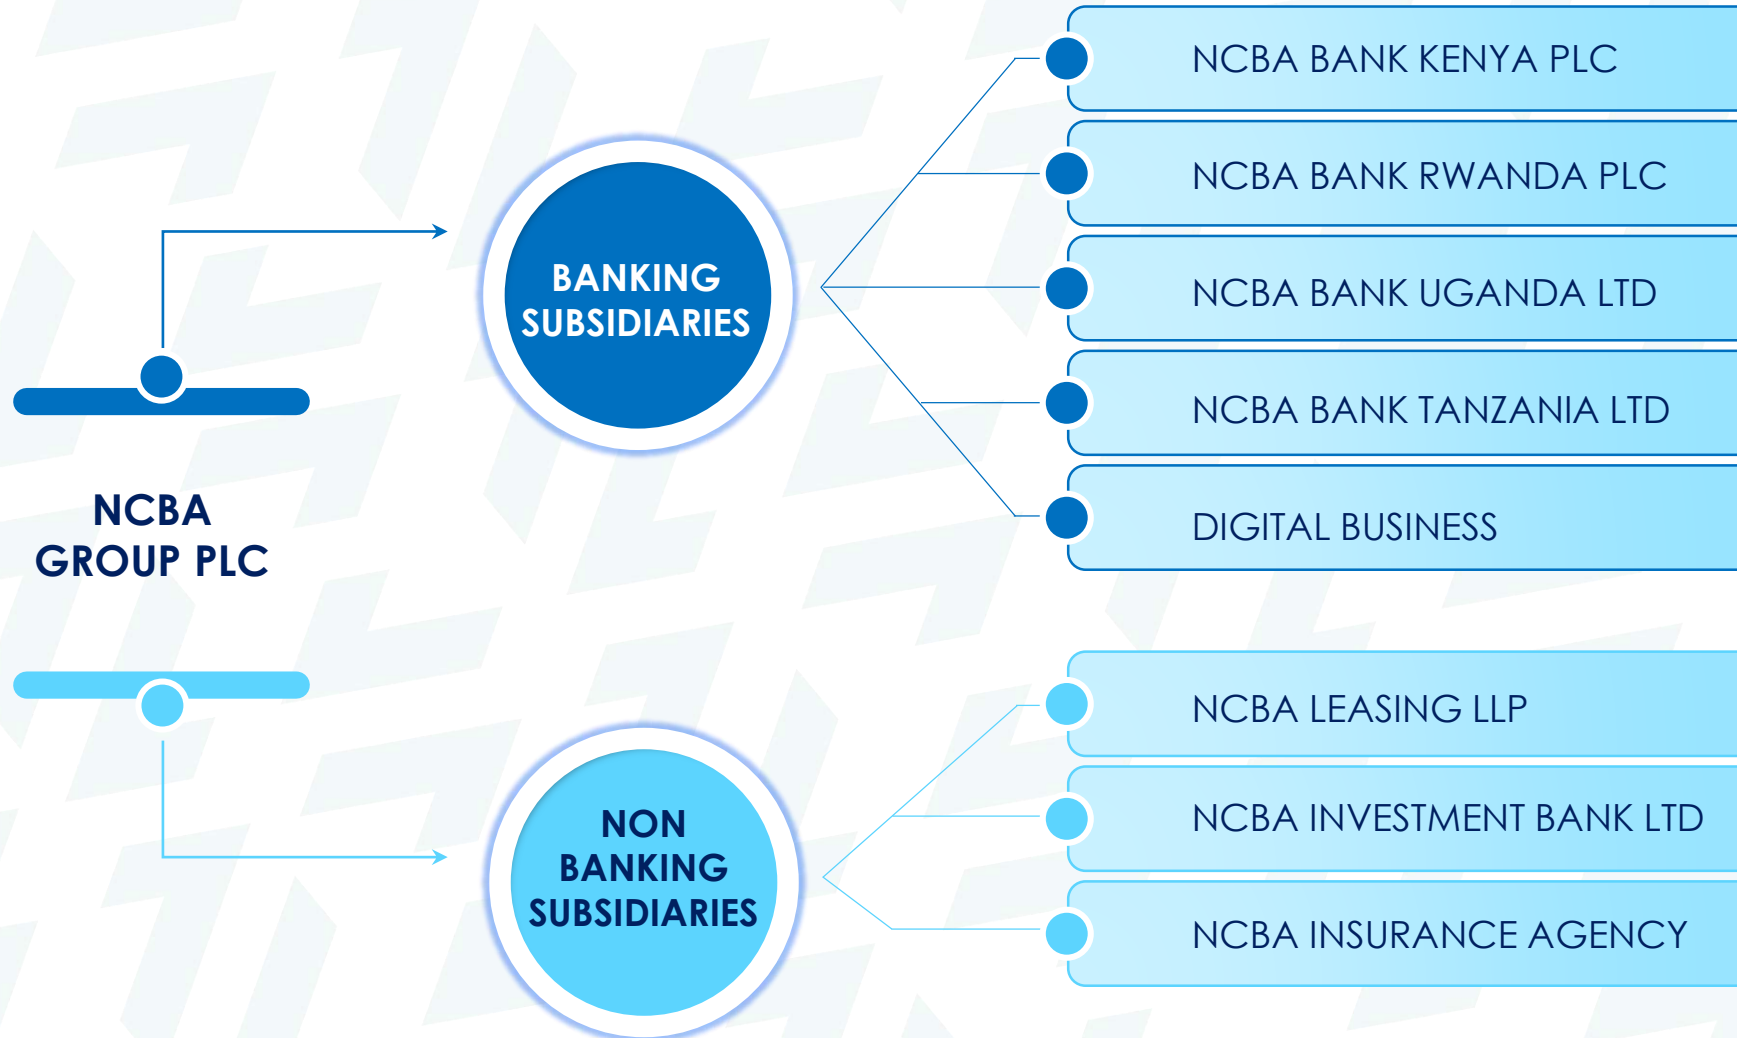 NCBA
GROUP PLC
BANKING
SUBSIDIARIES
NCBA BANK KENYA PLC
NCBA BANK RWANDA PLC
NCBA BANK UGANDA LTD
NCBA BANK TANZANIA LTD
DIGITAL BUSINESS
NON
BANKING
SUBSIDIARIES
NCBA LEASING LLP
NCBA INVESTMENT BANK LTD
NCBA INSURANCE AGENCY